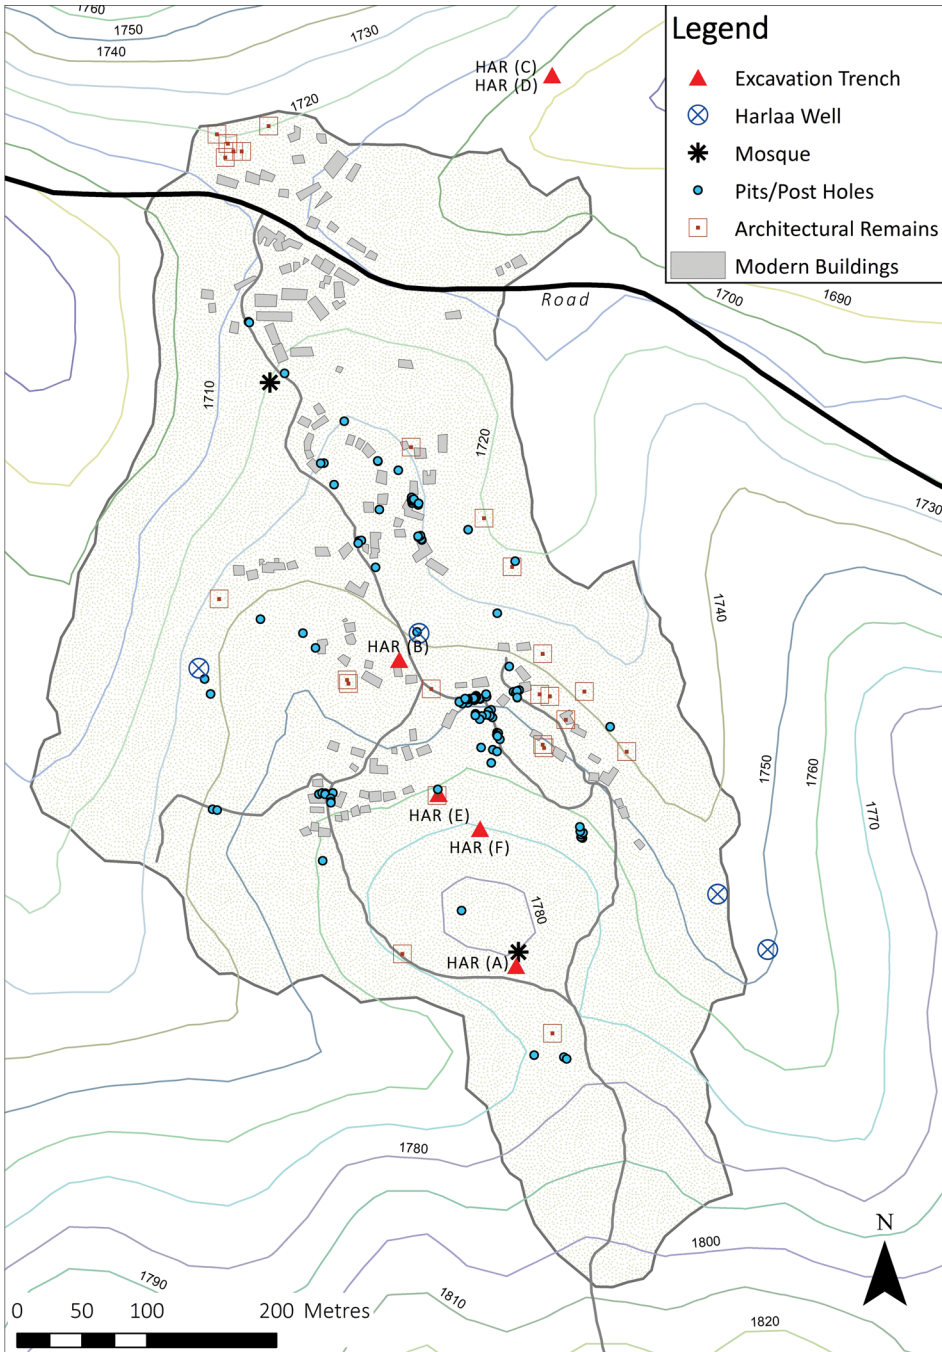 1760
1750
1740
1730
1720
HAR (C)
HAR (D)
Legend
Excavation Trench
Harlaa Well
Mosque
Pits/Post Holes
Architectural Remains
Modern Buildings
Road
1700
1690
1710
1720
1730
1740
HAR (B)
1750
1760
1770
HAR (E)
HAR (F)
1780
HAR (A)
1780
1800
1790
1810
1820
N
0 50 100 200 Metres